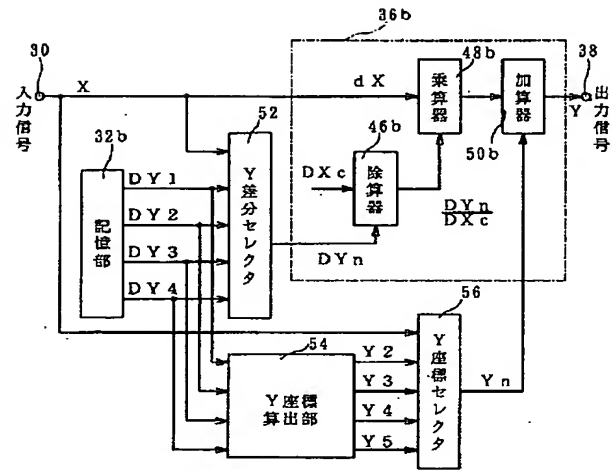 36b
30
入力信号
X
dX
乗算器
48b
加算器
50b
38
出力信号
Y
32b
記憶部
DY1
DY2
DY3
DY4
52
Y差分セレクタ
DXc
46b
除算器
DYn
DYn
DXc
54
Y座標
算出部
Y2
Y3
Y4
Y5
56
Y座標セレクタ
Yn